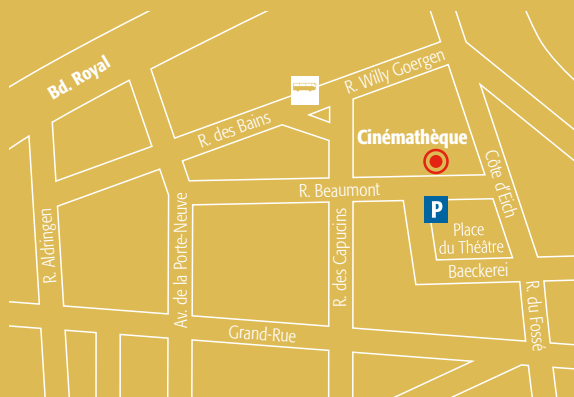 Bd. Royal
R. Willy Goergen
R. des Bains
Cinémathèque
Côte d'Eich
R. Beaumont
P
Place
du Théâtre
Baeckerei
R. Aldringen
Av. de la Porte-Neuve
R. des Capucins
R. du Fossé
Grand-Rue